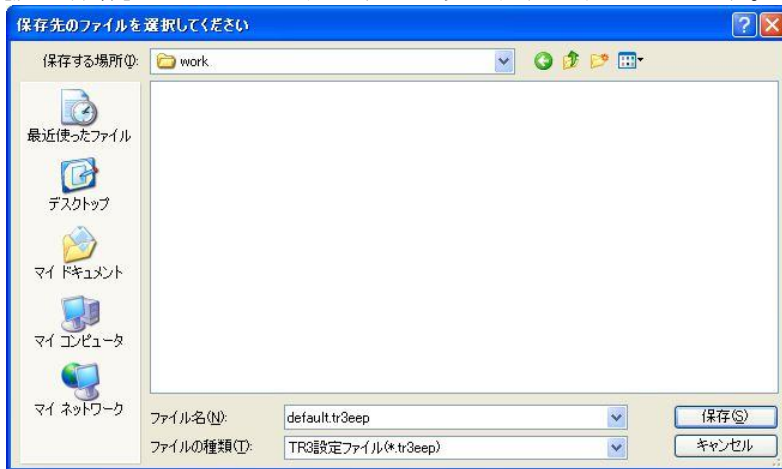 保存先のファイルを選択してください
保存する場所(I):
work
最近使ったファイル
デスクトップ
マイ ドキュメント
マイ コンピュータ
マイ ネットワーク
ファイル名(N):
default.tr3eep
保存(S)
ファイルの種類(T):
TR3設定ファイル(*.tr3eep)
キャンセル